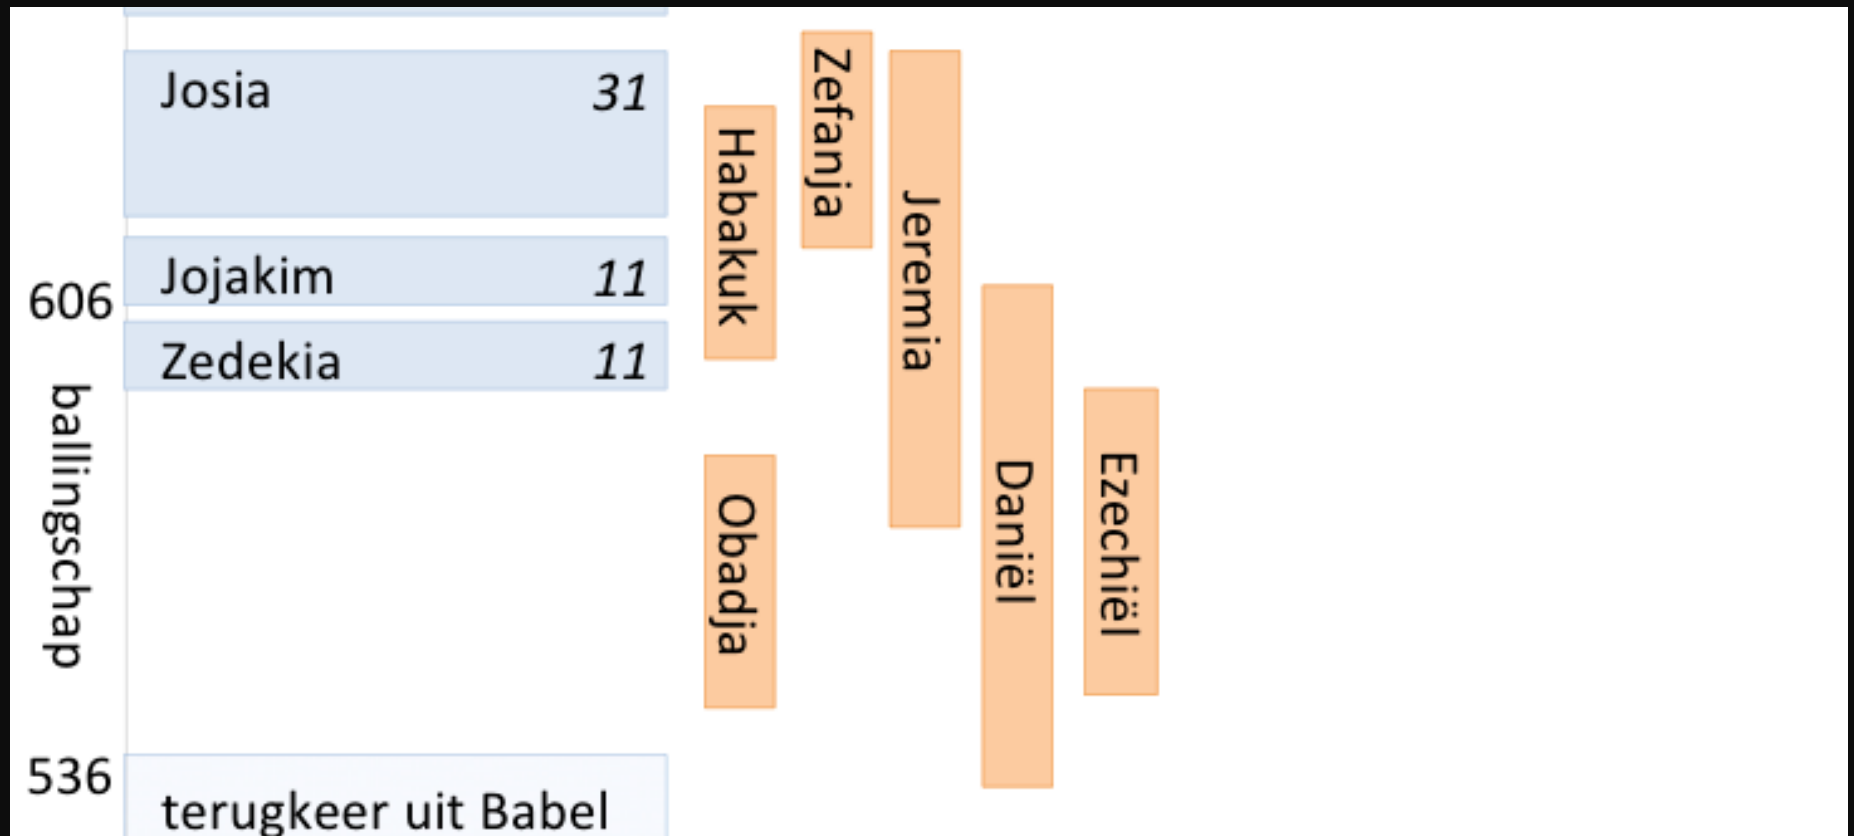 Josia 31
Jojakim 11
606
Zedekia 11
ballingschap
536
terugkeer uit Babel
Habakuk
Obadja
Zefanja
Jeremia
Daniël
Ezechiël